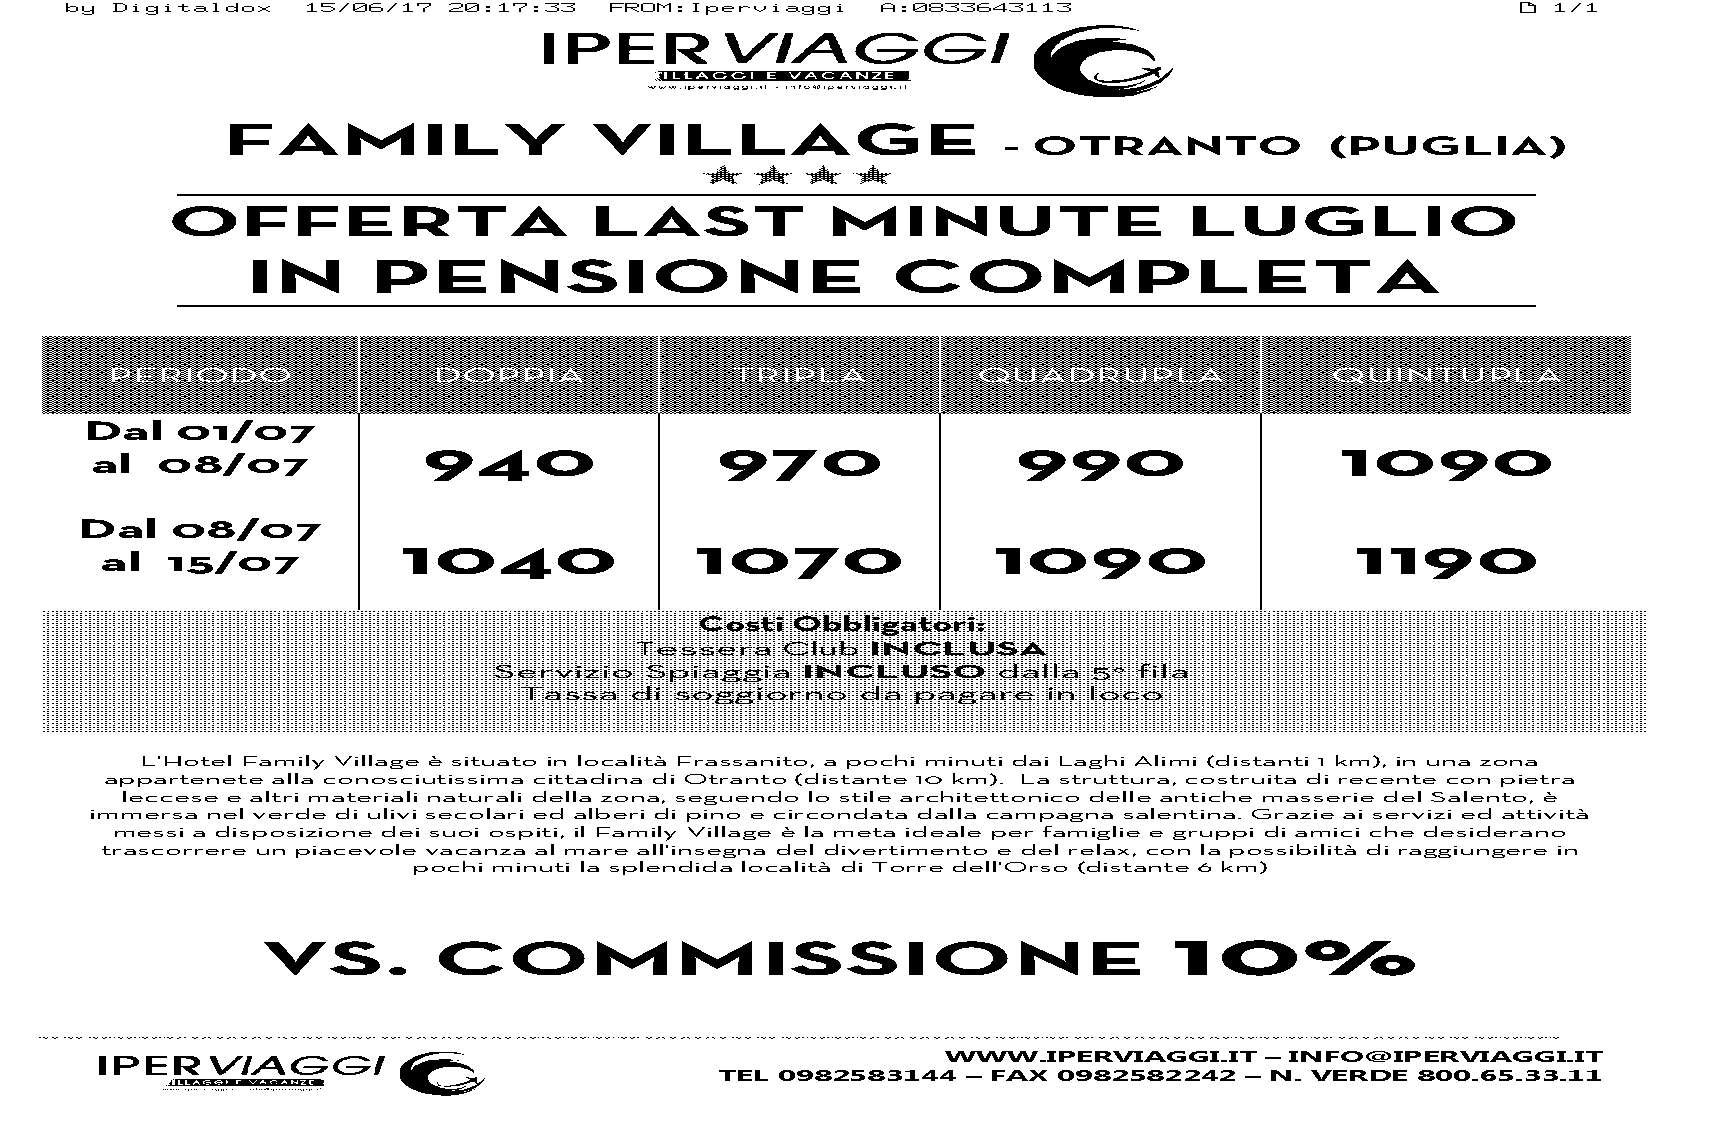 by Digitaldox 15/06/17 20:17:33 FROM:Iperviaggi A:0833643113 1/1
IPERVIAGGI
VILLAGGI E VACANZE
www.iperviaggi.it - info@iperviaggi.it
FAMILY VILLAGE - OTRANTO (PUGLIA)
OFFERTA LAST MINUTE LUGLIO
IN PENSIONE COMPLETA
PERIODO DOPPIA TRIPLA QUADRUPLA QUINTUPLA
Dal 01/07
al 08/07 940 970 990 1090
Dal 08/07
al 15/07 1040 1070 1090 1190
Costi Obbligatori:
Tessera Club INCLUSA
Servizio Spiaggia INCLUSO dalla 5° fila
Tassa di soggiorno da pagare in loco
L'Hotel Family Village è situato in località Frassanito, a pochi minuti dai Laghi Alimi (distanti 1 km), in una zona
appartenete alla conosciutissima cittadina di Otranto (distante 10 km). La struttura, costruita di recente con pietra
leccese e altri materiali naturali della zona, seguendo lo stile architettonico delle antiche masserie del Salento, è
immersa nel verde di ulivi secolari ed alberi di pino e circondata dalla campagna salentina. Grazie ai servizi ed attività
messi a disposizione dei suoi ospiti, il Family Village è la meta ideale per famiglie e gruppi di amici che desiderano
trascorrere un piacevole vacanza al mare all'insegna del divertimento e del relax, con la possibilità di raggiungere in
pochi minuti la splendida località di Torre dell'Orso (distante 6 km)
VS. COMMISSIONE 10%
IPERVIAGGI
VILLAGGI E VACANZE
WWW.IPERVIAGGI.IT – INFO@IPERVIAGGI.IT
TEL 0982583144 – FAX 0982582242 – N. VERDE 800.65.33.11